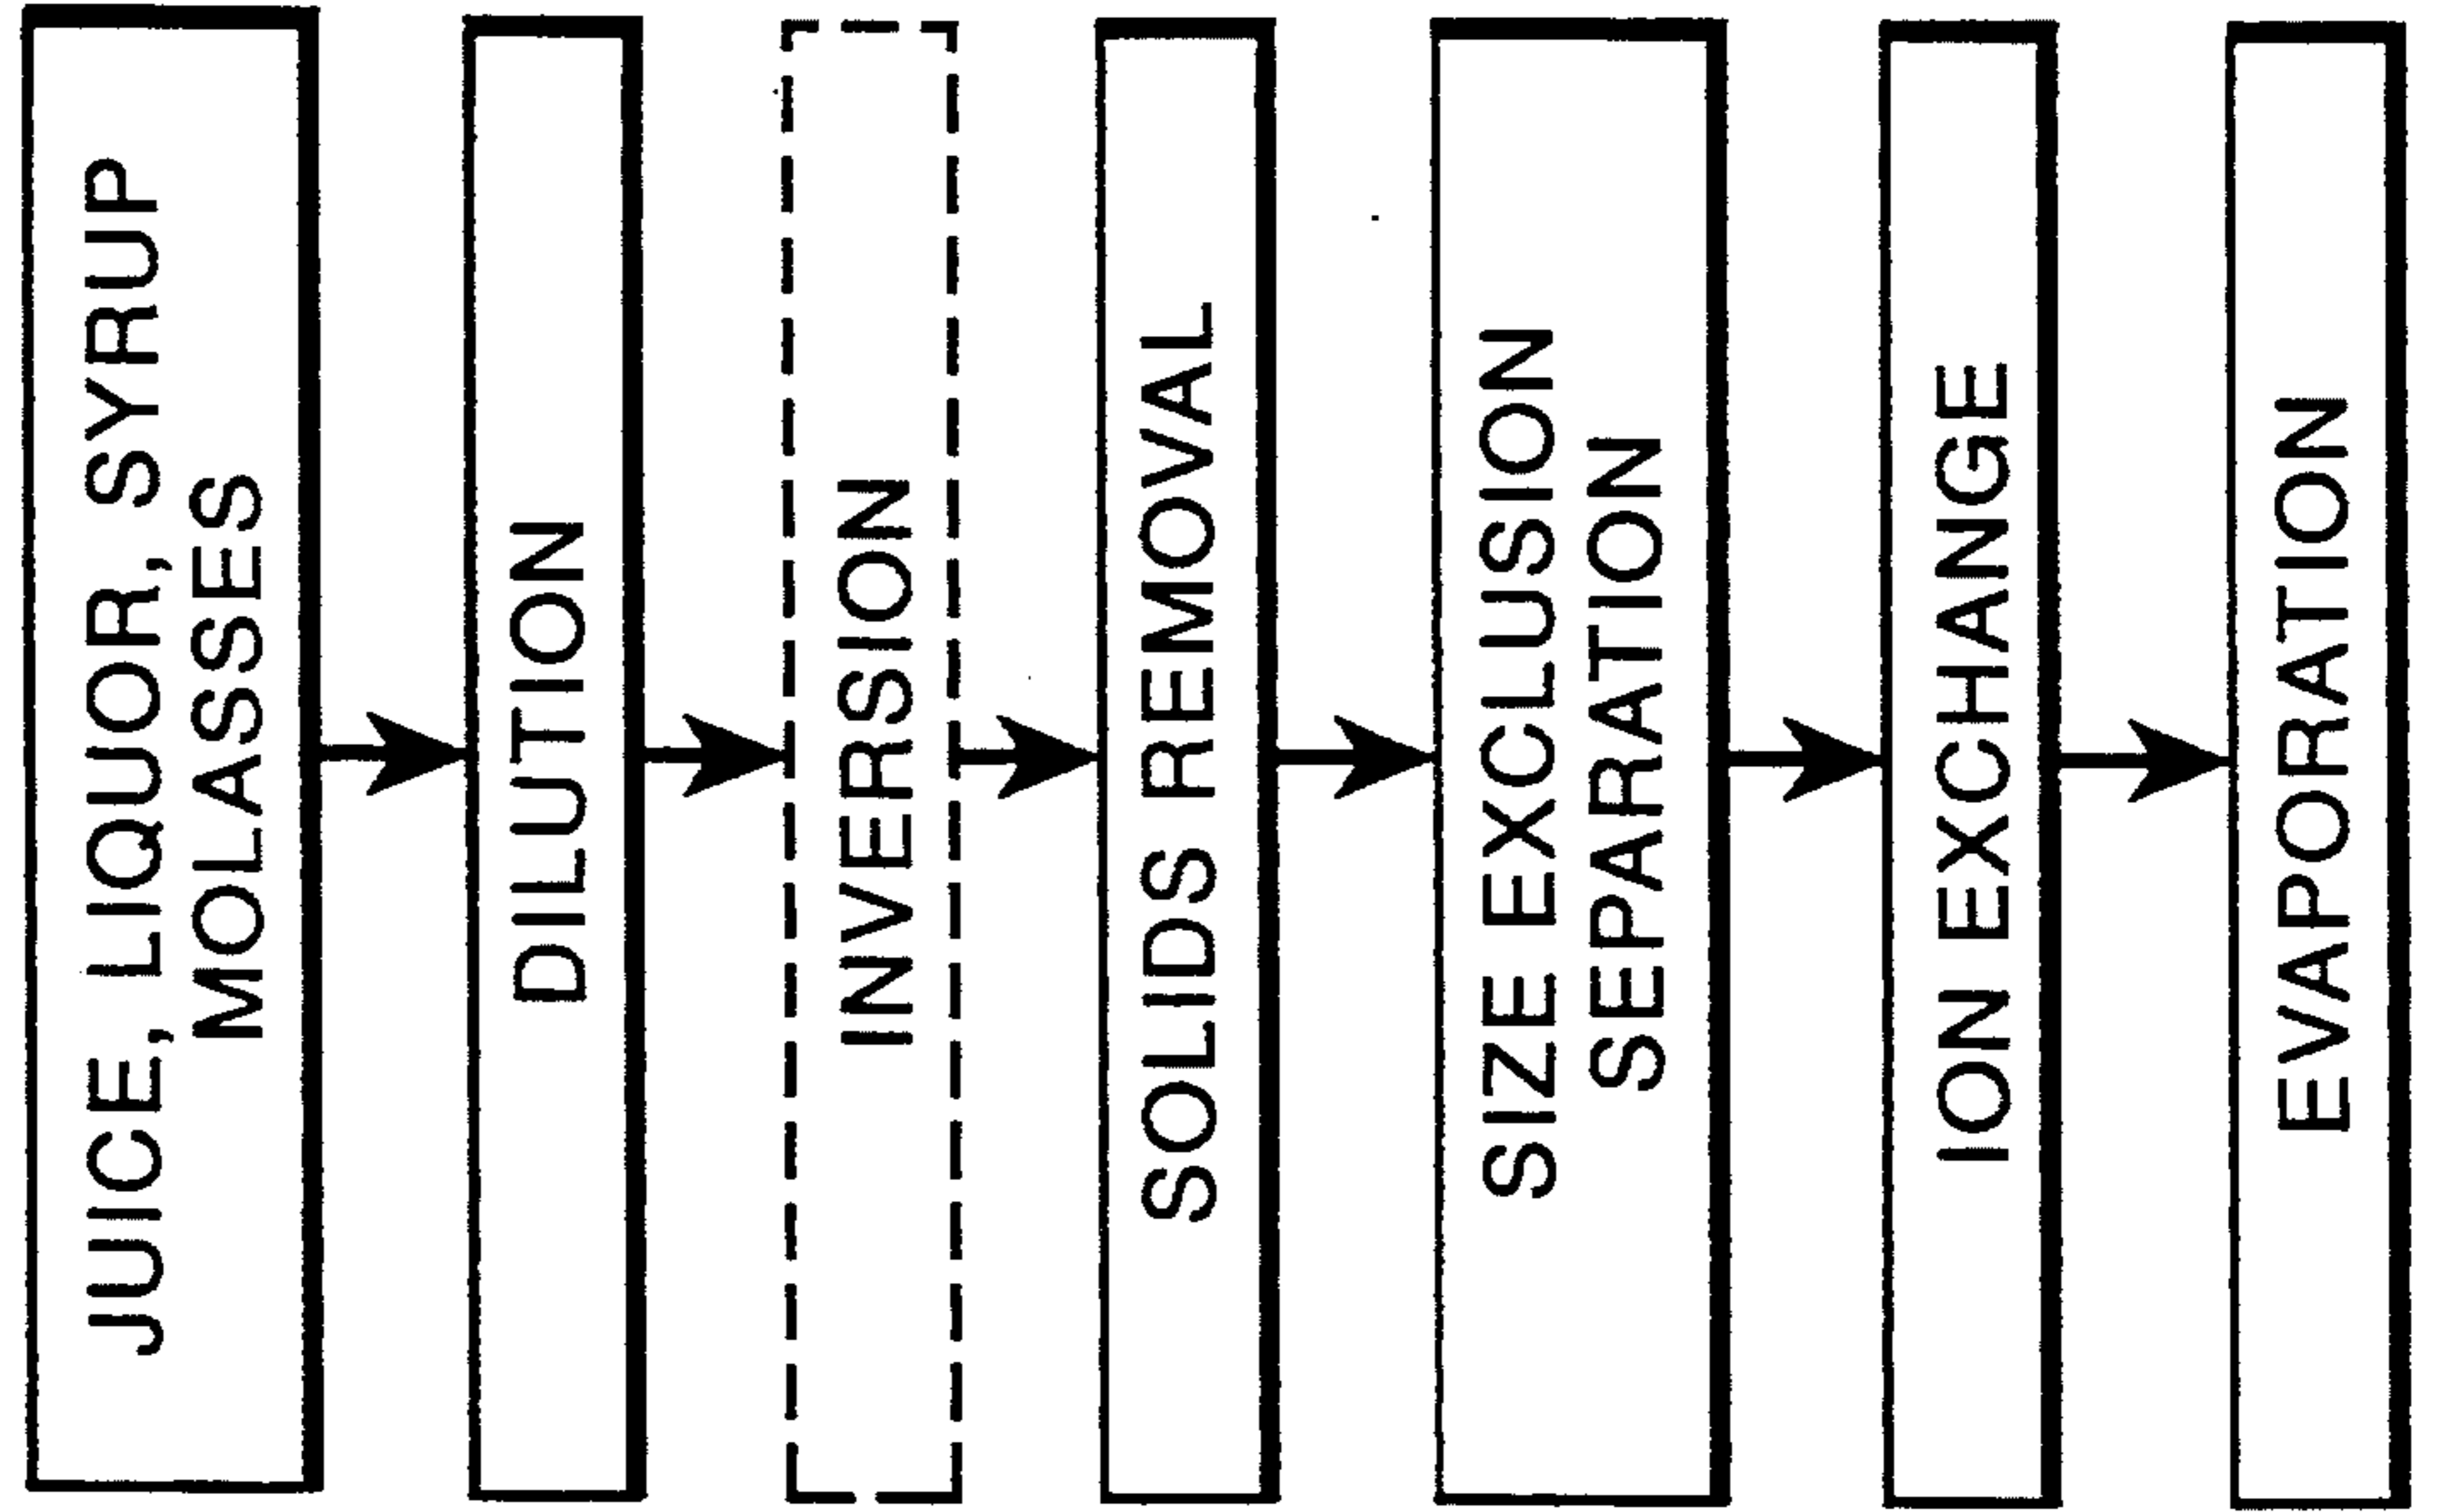 JUICE, LIQUOR, SYRUP
MOLASSES
DILUTION
INVERSION
SOLIDS REMOVAL
SIZE EXCLUSION
SEPARATION
ION EXCHANGE
EVAPORATION